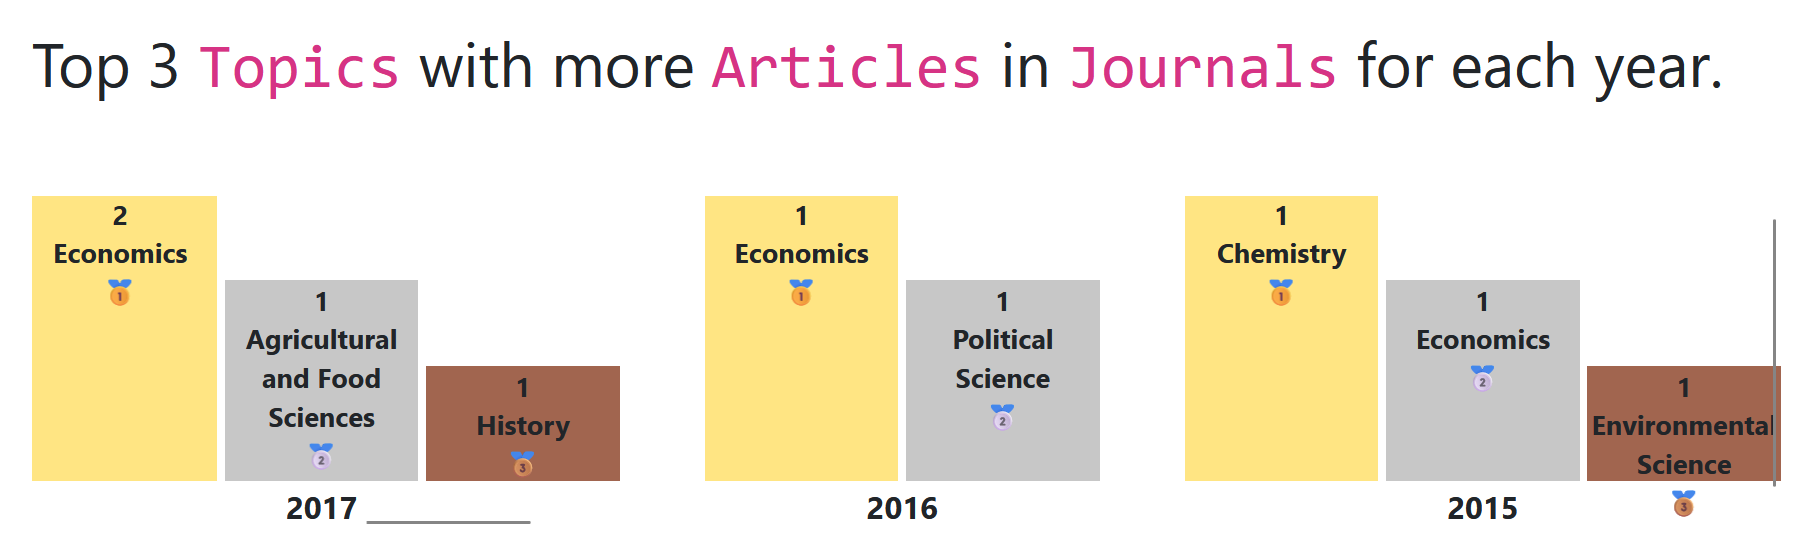 Top 3 Topics with more Articles in Journals for each year.
2
Economics
1
1
Agricultural
and Food
Sciences
2
1
History
3
2017
1
Economics
1
1
Political
Science
2
2016
1
Chemistry
1
1
Economics
2
1
Environmental
Science
3
2015